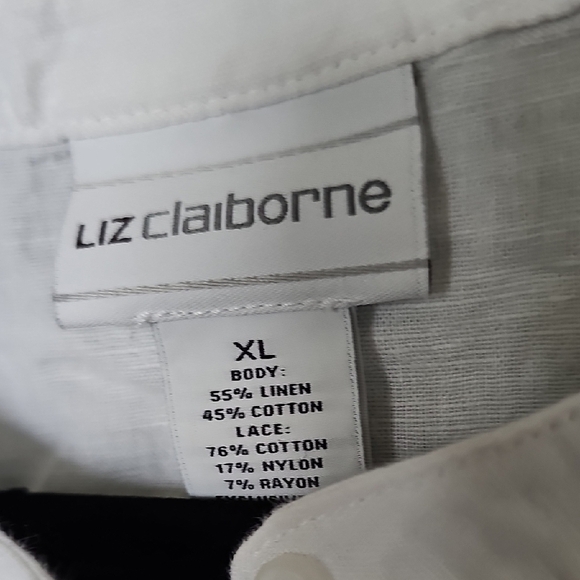 LIZ claiborne
XL
BODY:
55% LINEN
45% COTTON
LACE:
76% COTTON
17% NYLON
7% RAYON